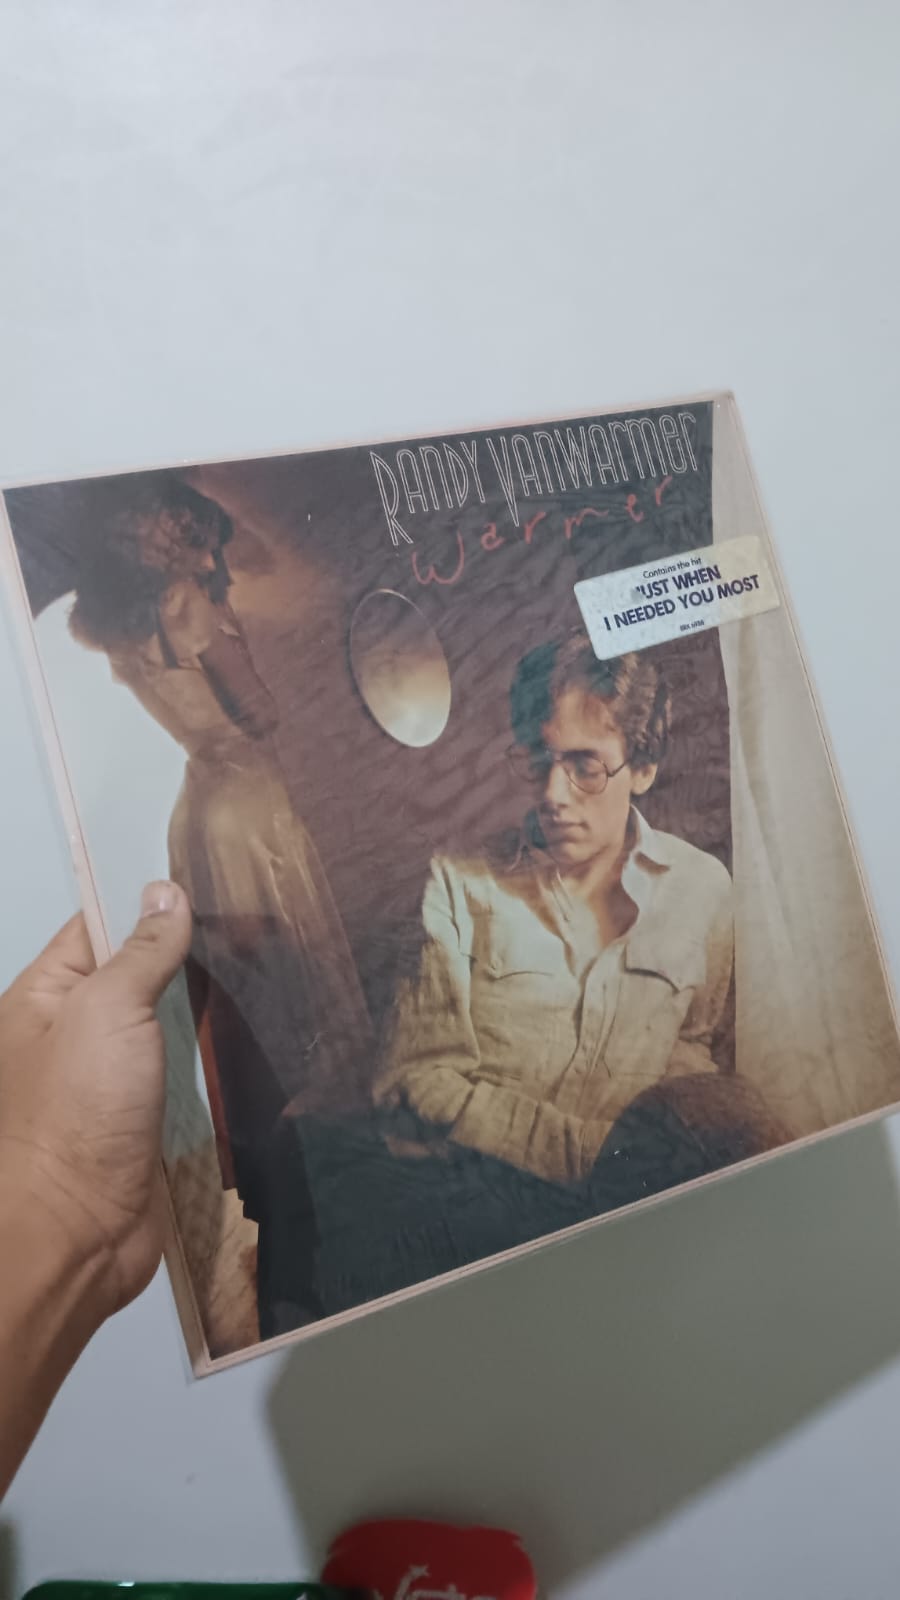 RANDY VANWARMER
Warmer
Contains the hit
JUST WHEN
I NEEDED YOU MOST